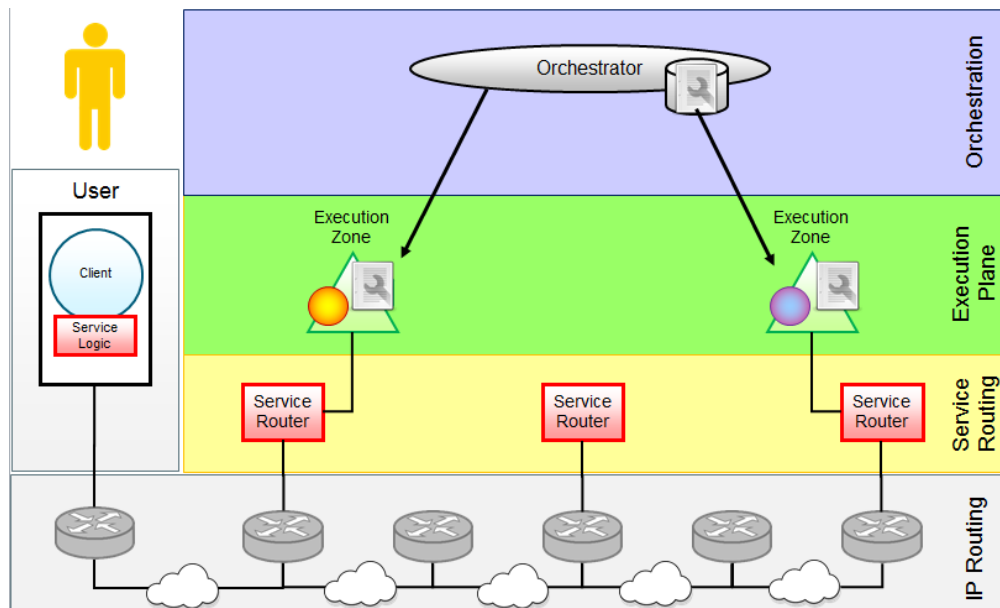 Orchestrator
Orchestration
User
Client
Service
Logic
Execution
Zone
Execution
Zone
Execution
Plane
Service
Router
Service
Router
Service
Router
Service
Routing
IP Routing